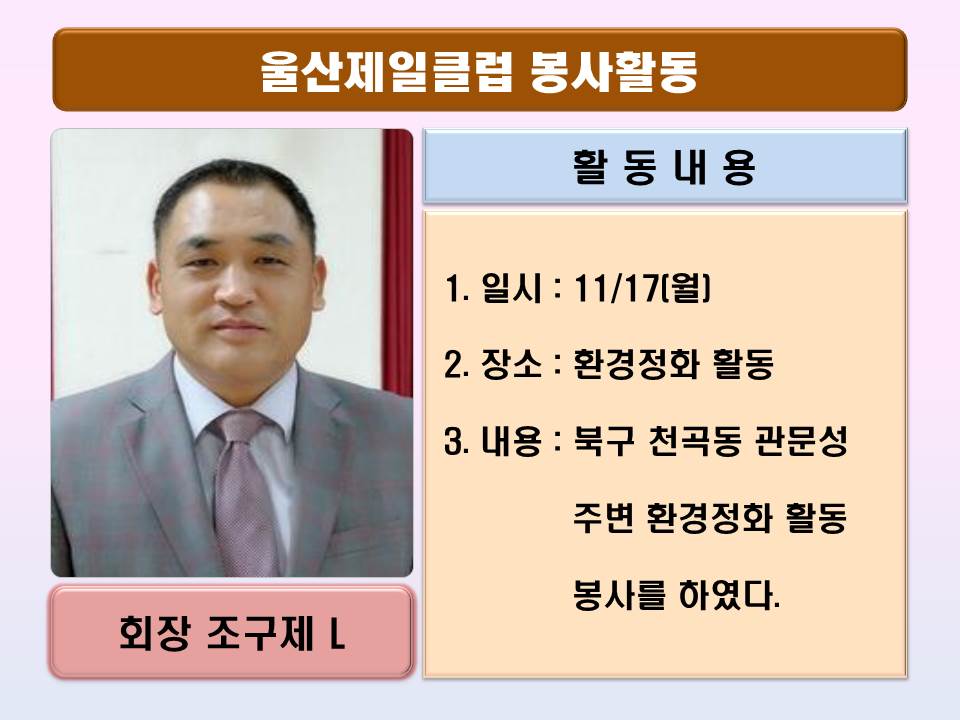 울산제일클럽 봉사활동
활 동 내 용
1. 일시 : 11/17(월)
2. 장소 : 환경정화 활동
3. 내용 : 북구 천곡동 관문성
주변 환경정화 활동
봉사를 하였다.
회장 조구제 L